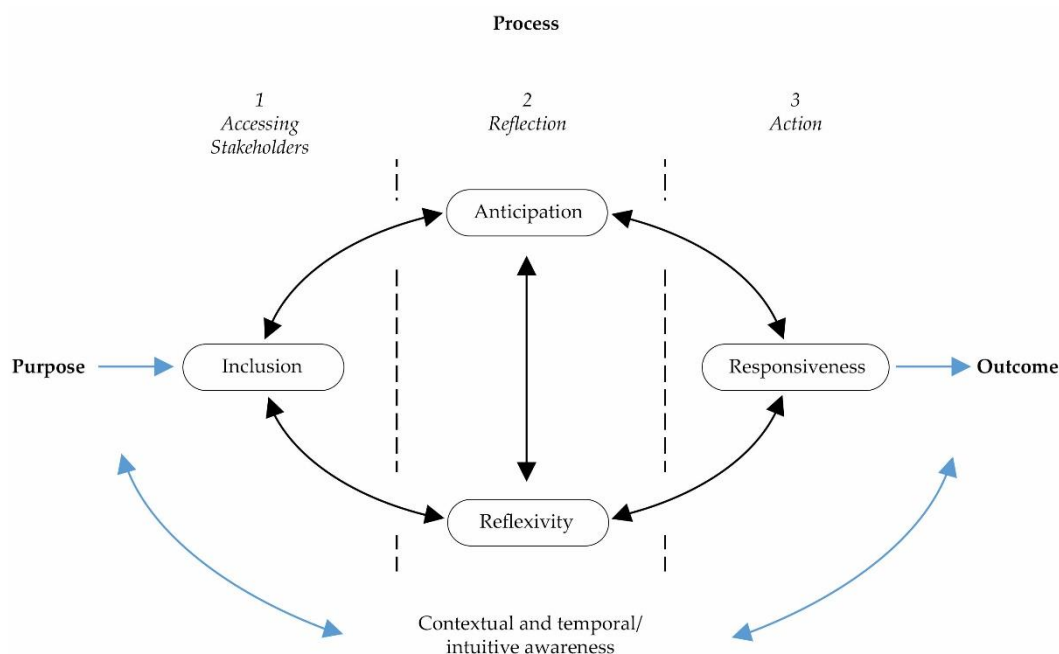 Process
1
Accessing
Stakeholders
2
Reflection
3
Action
Anticipation
Purpose
Inclusion
Responsiveness
Outcome
Reflexivity
Contextual and temporal/
intuitive awareness